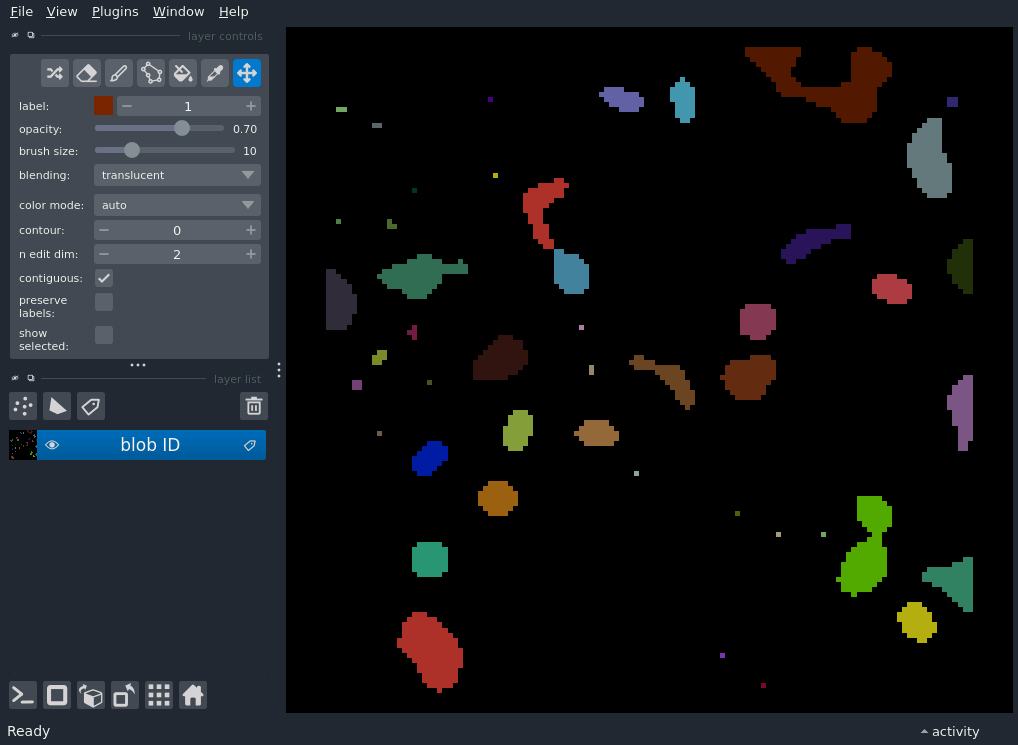 File View Plugins Window Help
layer controls
label: 1
opacity: 0.70
brush size: 10
blending: translucent
color mode: auto
contour: 0
n edit dim: 2
contiguous:
preserve
labels:
show
selected:
layer list
blob ID
Ready
activity